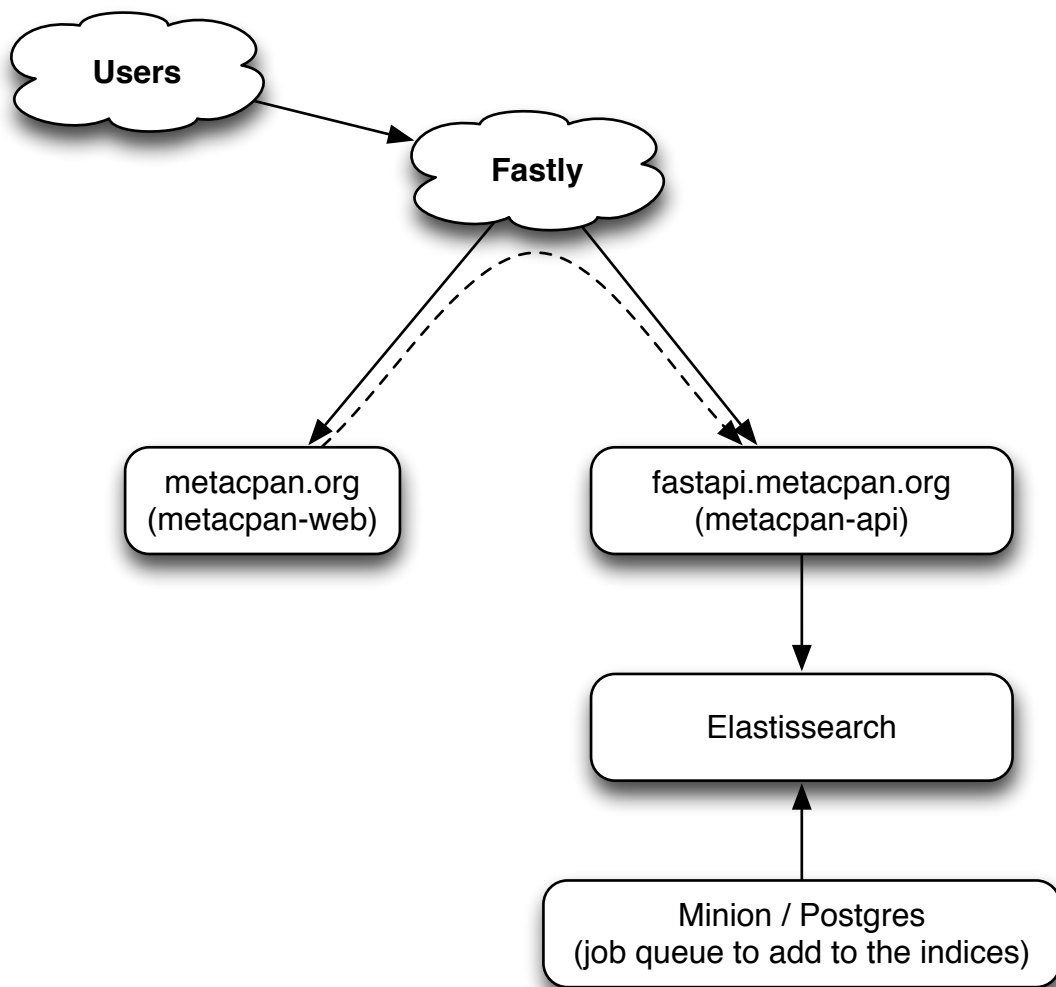 Users
Fastly
metacpan.org
(metacpan-web)
fastapi.metacpan.org
(metacpan-api)
Elastissearch
Minion / Postgres
(job queue to add to the indices)